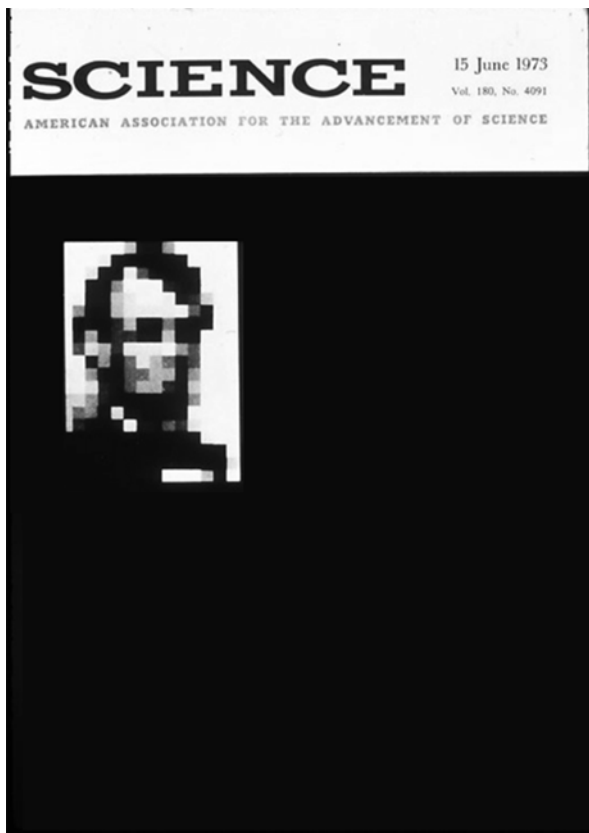 SCIENCE
15 June 1973
Vol. 180, No. 4091
AMERICAN ASSOCIATION FOR THE ADVANCEMENT OF SCIENCE